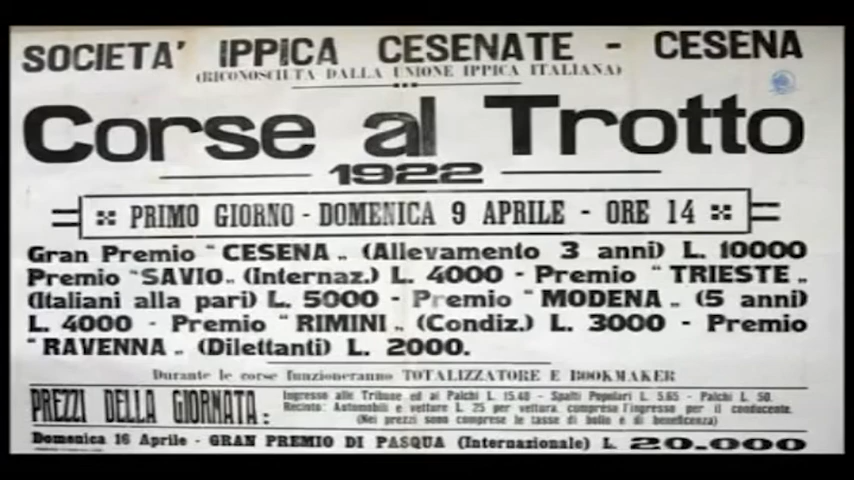 SOCIETA' IPPICA CESENATE - CESENA
(RICONOSCIUTA DALLA UNIONE IPPICA ITALIANA)
Corse al Trotto
1922
PRIMO GIORNO - DOMENICA 9 APRILE - ORE 14
Gran Premio "CESENA„ (Allevamento 3 anni) L. 10000
Premio "SAVIO„ (Internaz.) L. 4000 - Premio "TRIESTE„
(Italiani alla pari) L. 5000 - Premio "MODENA„ (5 anni)
L. 4000 - Premio "RIMINI„ (Condiz.) L. 3000 - Premio
"RAVENNA„ (Dilettanti) L. 2000.
Durante le corse funzioneranno TOTALIZZATORE E BOOKMAKER
PREZZI DELLA GIORNATA:
Ingresso alle Tribune ed ai Palchi L. 15.40 - Spalti Popolari L. 5.65 - Palchi L. 50.
Recinto: Automobili e vetture L. 25 per vettura, compreso l'ingresso per il conducente.
(Nei prezzi sono comprese le tasse di bollo e di beneficenza)
Domenica 16 Aprile - GRAN PREMIO DI PASQUA (Internazionale) L. 20.000